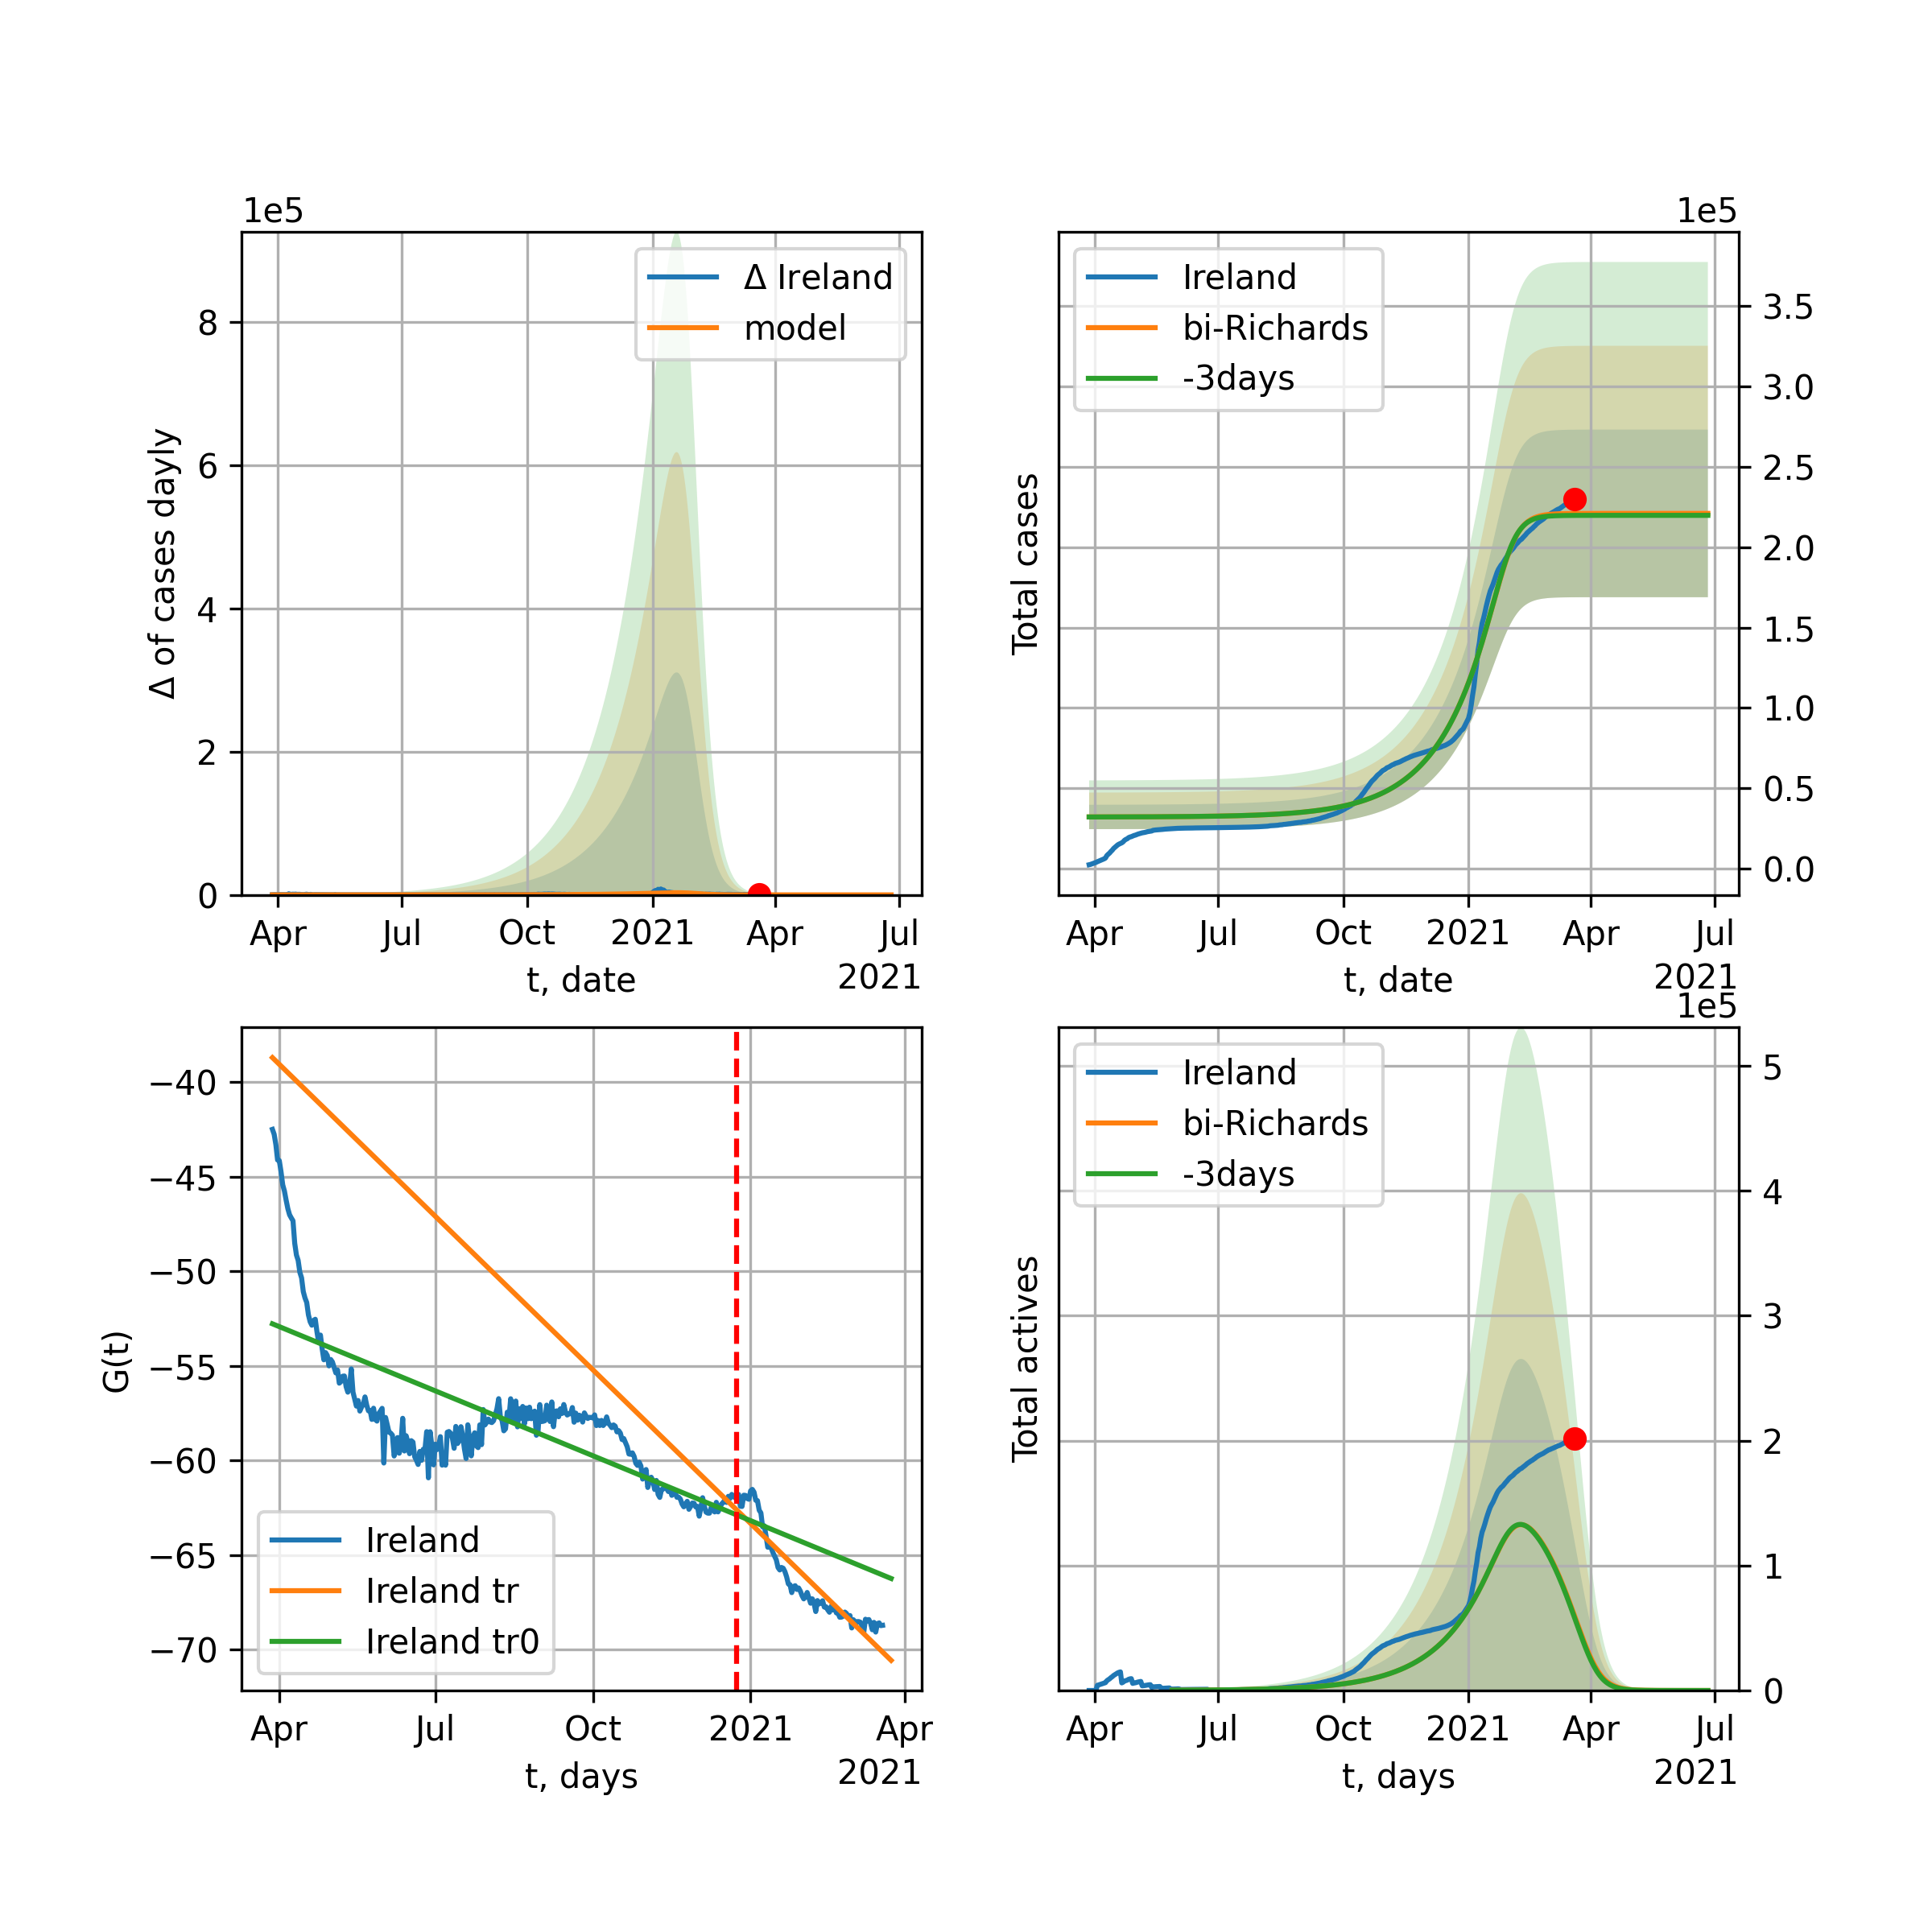 1e5
Δ of cases dayly
8
6
4
2
0
Δ Ireland
model
Apr Jul Oct 2021 Apr Jul
t, date
2021
1e5
Total cases
Ireland
bi-Richards
-3days
3.5
3.0
2.5
2.0
1.5
1.0
0.5
0.0
Apr Jul Oct 2021 Apr Jul
t, date
2021
G(t)
−40
−45
−50
−55
−60
−65
−70
Ireland
Ireland tr
Ireland tr0
Apr Jul Oct 2021 Apr
t, days
2021
1e5
Total actives
Ireland
bi-Richards
-3days
5
4
3
2
1
0
Apr Jul Oct 2021 Apr Jul
t, days
2021